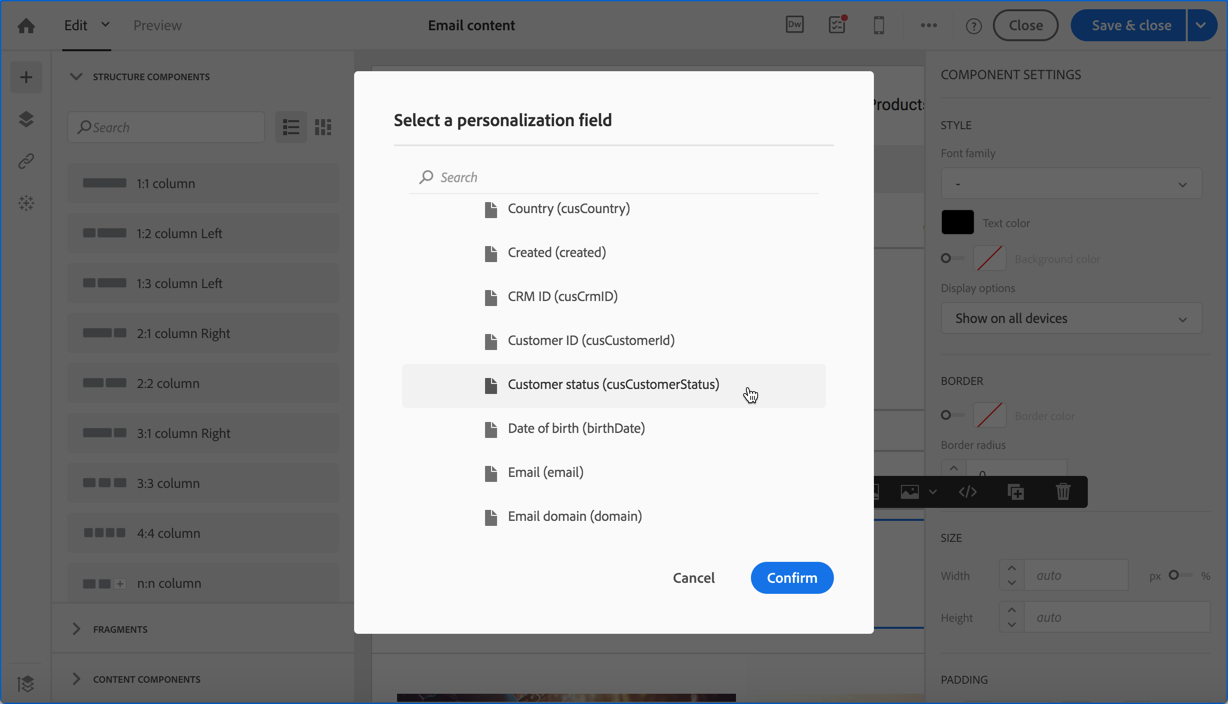 Edit
Preview
Email content
Dw
?
Close
Save & close
STRUCTURE COMPONENTS
Search
1:1 column
1:2 column Left
1:3 column Left
2:1 column Right
2:2 column
3:1 column Right
3:3 column
4:4 column
n:n column
FRAGMENTS
CONTENT COMPONENTS
Select a personalization field
Search
Country (cusCountry)
Created (created)
CRM ID (cusCrmID)
Customer ID (cusCustomerId)
Customer status (cusCustomerStatus)
Date of birth (birthDate)
Email (email)
Email domain (domain)
Cancel
Confirm
Products
COMPONENT SETTINGS
STYLE
Font family
-
Text color
Background color
Display options
Show on all devices
BORDER
Border color
Border radius
0
SIZE
Width
auto
px
%
Height
auto
PADDING